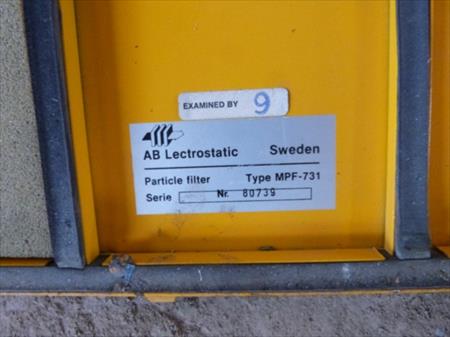 EXAMINED BY 9
AB Lectrostatic Sweden
Particle filter Type MPF-731
Serie Nr. 80739